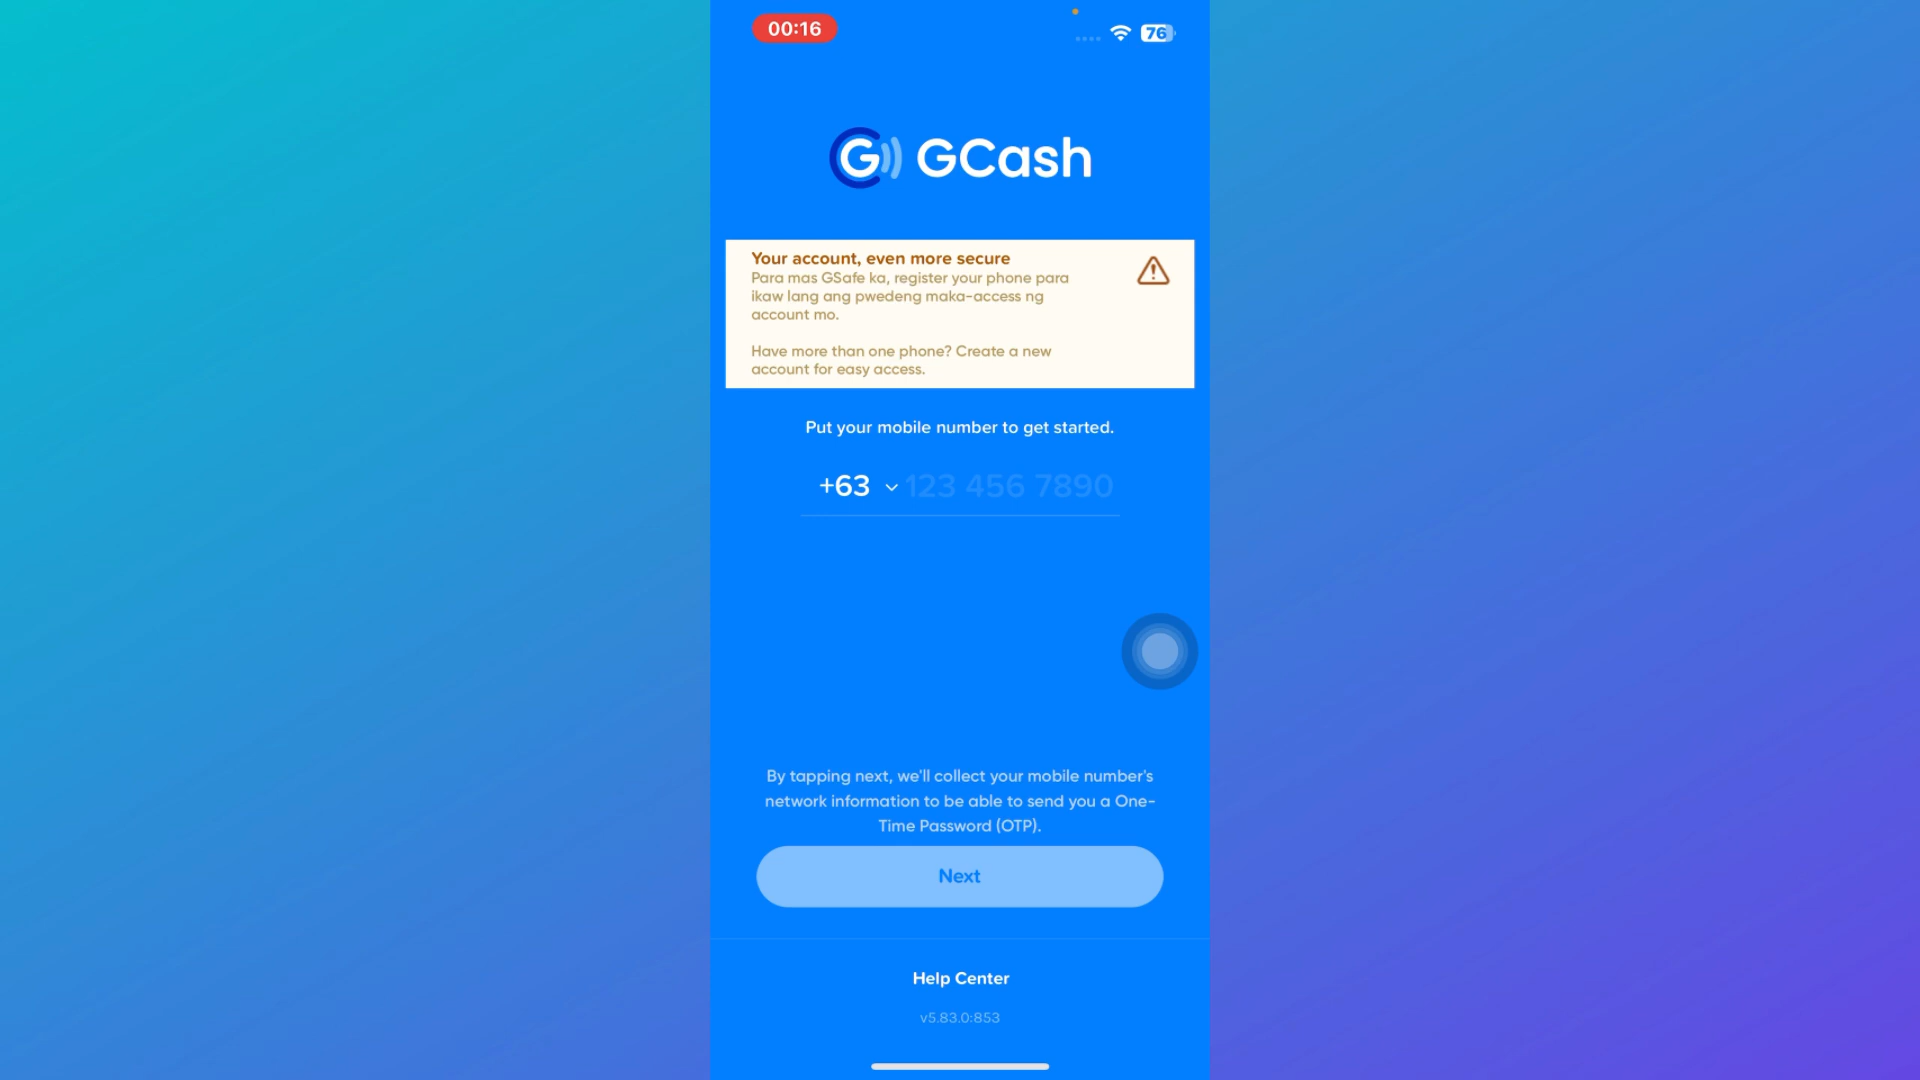 00:16
76
GCash
Your account, even more secure
Para mas GSafe ka, register your phone para
ikaw lang ang pwedeng maka-access ng
account mo.
Have more than one phone? Create a new
account for easy access.
Put your mobile number to get started.
+63 123 456 7890
By tapping next, we'll collect your mobile number's
network information to be able to send you a One-
Time Password (OTP).
Next
Help Center
v5.83.0:853